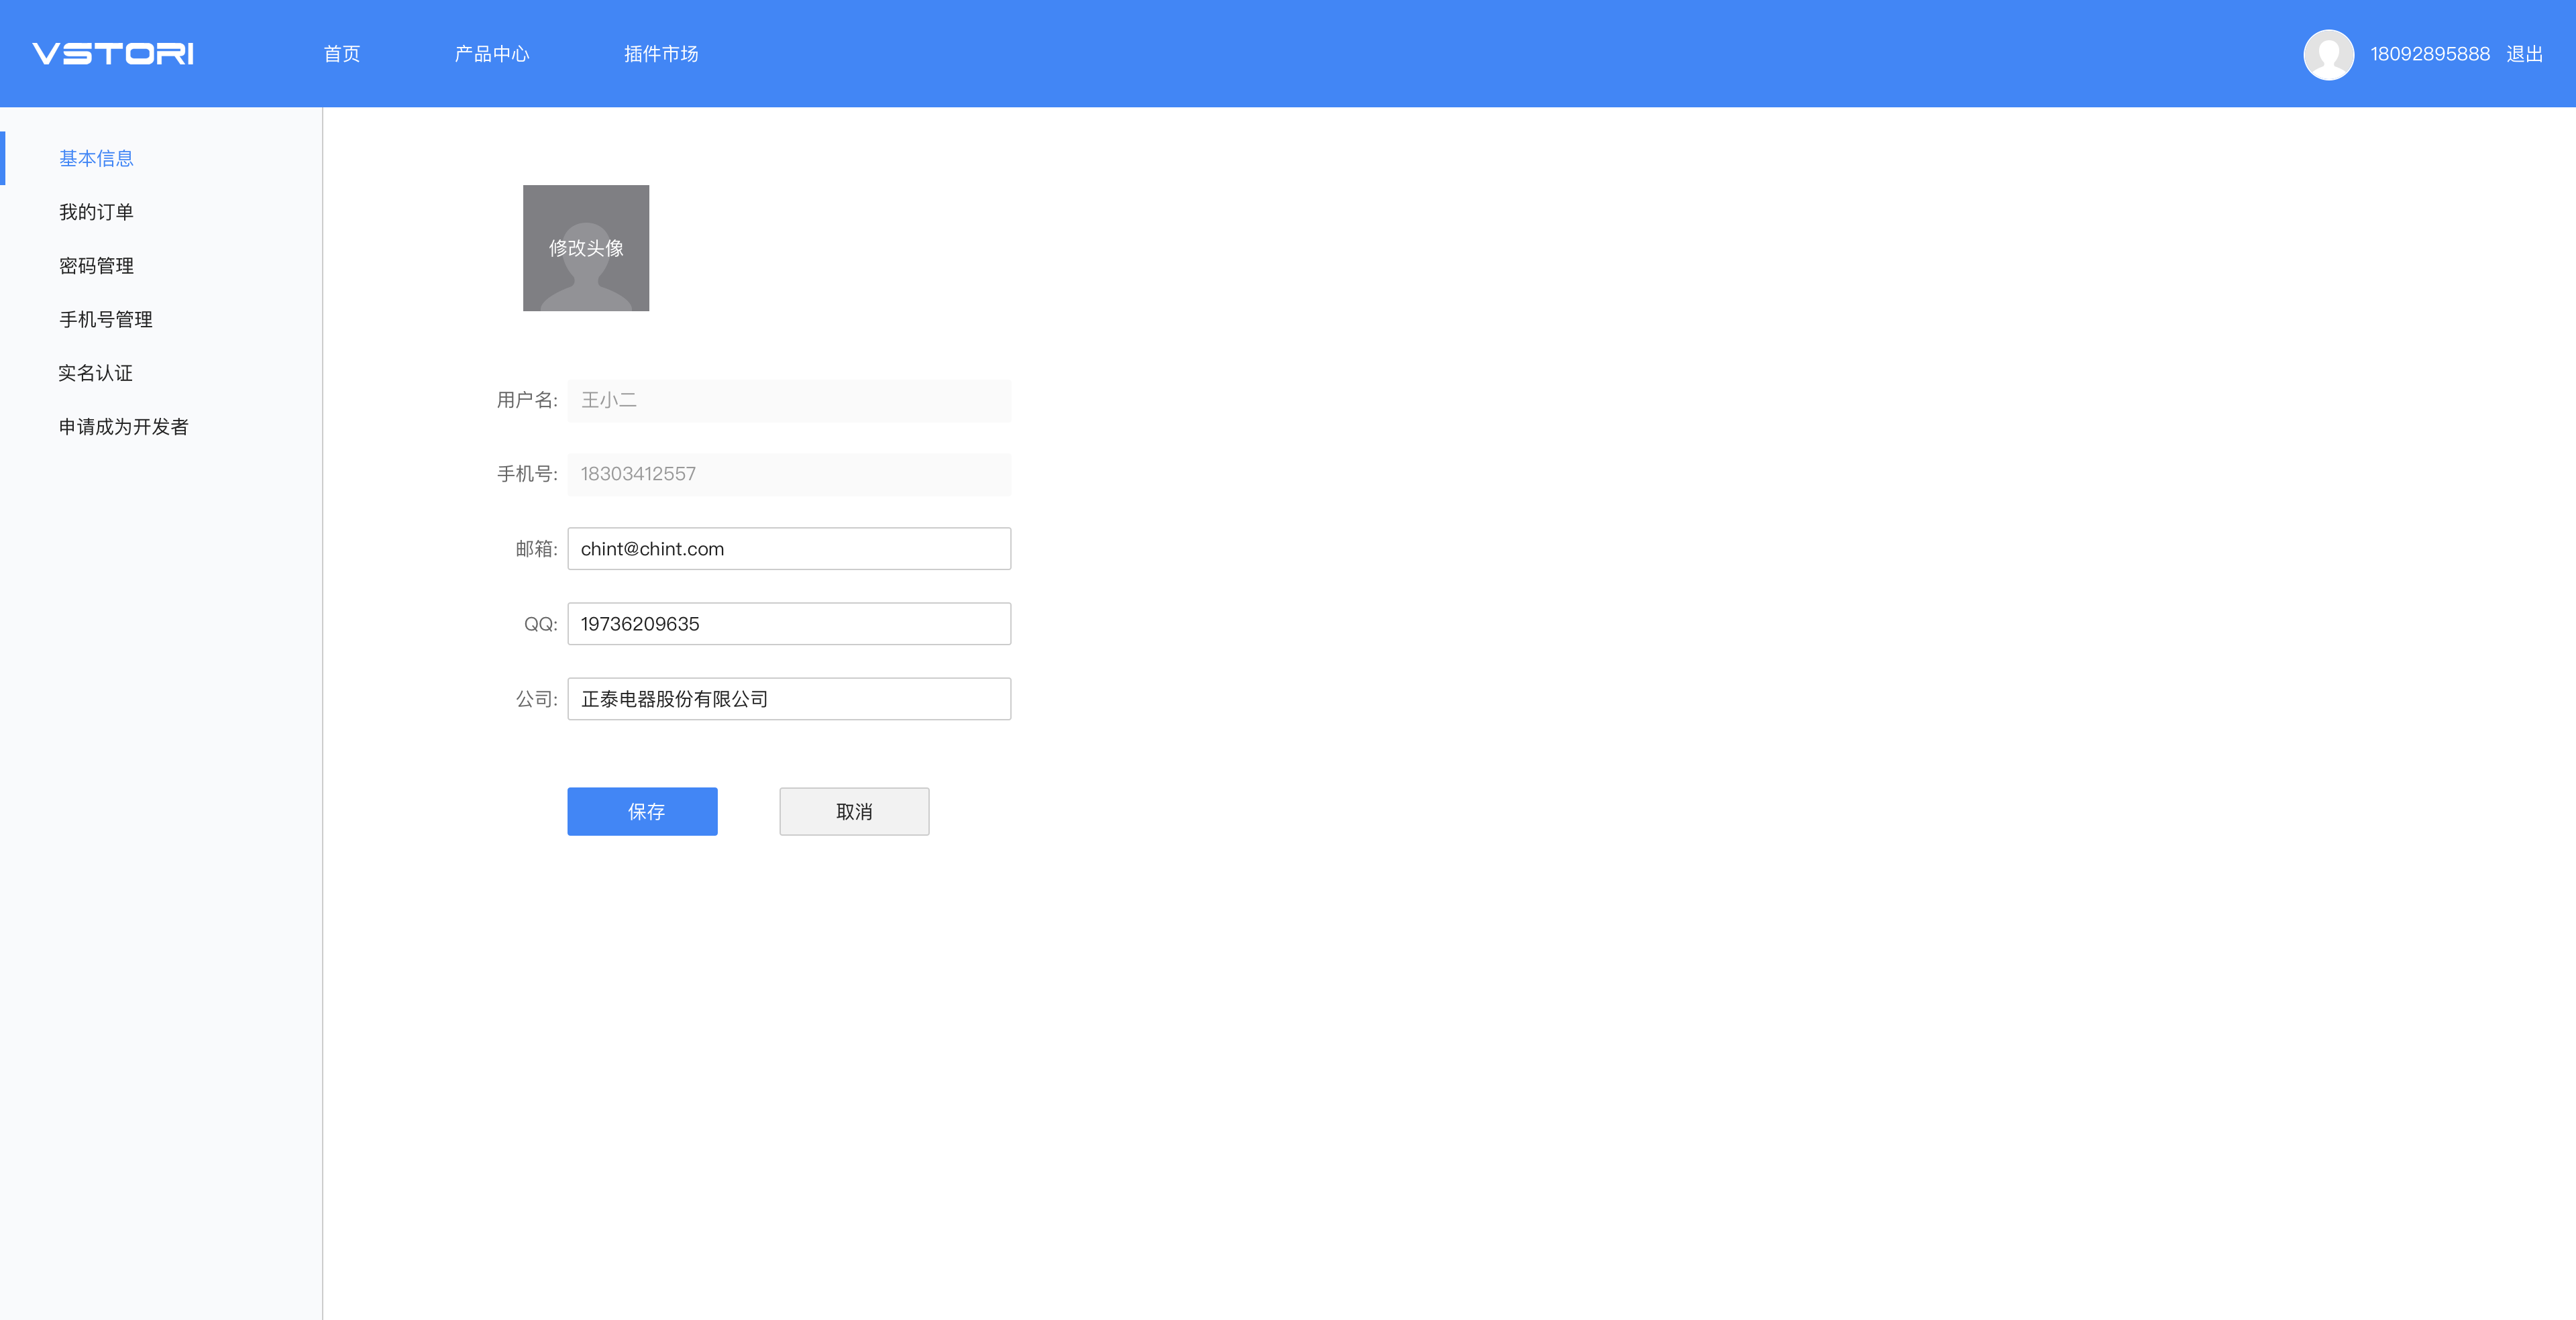 VSTORI 首页 产品中心 插件市场 18092895888 退出
基本信息
我的订单
密码管理
手机号管理
实名认证
申请成为开发者
修改头像
用户名: 王小二
手机号: 18303412557
邮箱: chint@chint.com
QQ: 19736209635
公司: 正泰电器股份有限公司
保存 取消